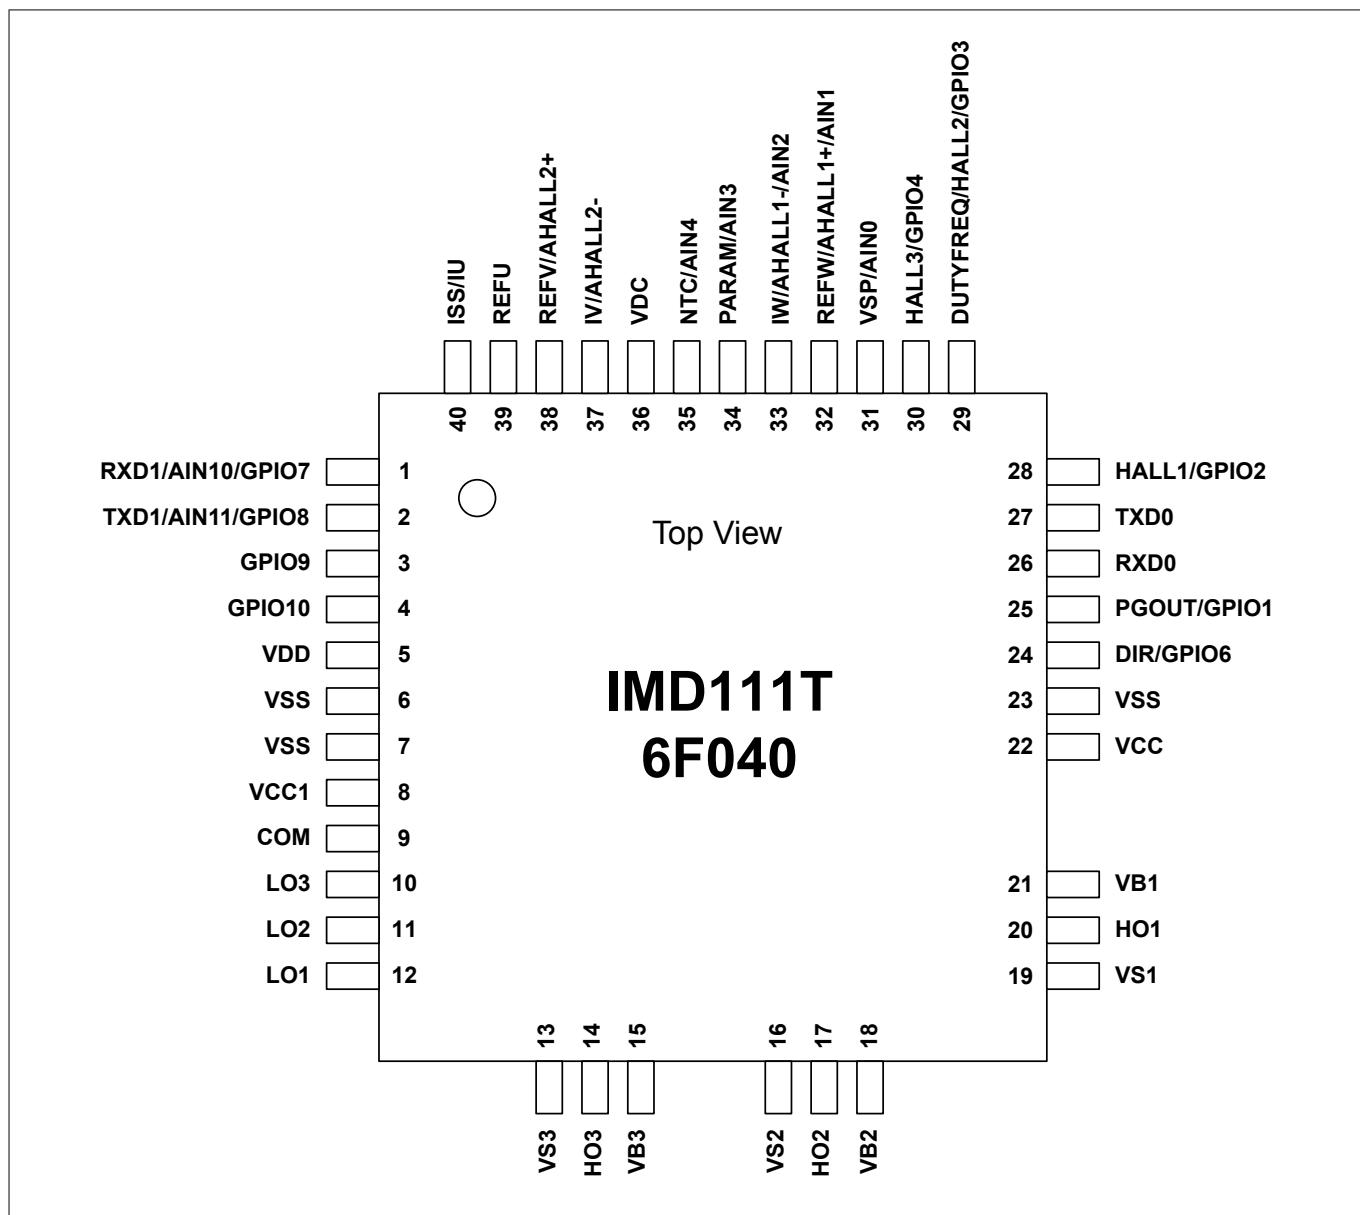 ISS/IU
REFU
REFV/AHALL2+
IV/AHALL2-
VDC
NTC/AIN4
PARAM/AIN3
IW/AHALL1-/AIN2
REFW/AHALL1+/AIN1
VSP/AIN0
HALL3/GPIO4
DUTYFREQ/HALL2/GPIO3
40 39 38 37 36 35 34 33 32 31 30 29
RXD1/AIN10/GPIO7 1
TXD1/AIN11/GPIO8 2
GPIO9 3
GPIO10 4
VDD 5
VSS 6
VSS 7
VCC1 8
COM 9
LO3 10
LO2 11
LO1 12
Top View
IMD111T
6F040
28 HALL1/GPIO2
27 TXD0
26 RXD0
25 PGOUT/GPIO1
24 DIR/GPIO6
23 VSS
22 VCC
21 VB1
20 HO1
19 VS1
13 14 15 16 17 18
VS3
HO3
VB3
VS2
HO2
VB2